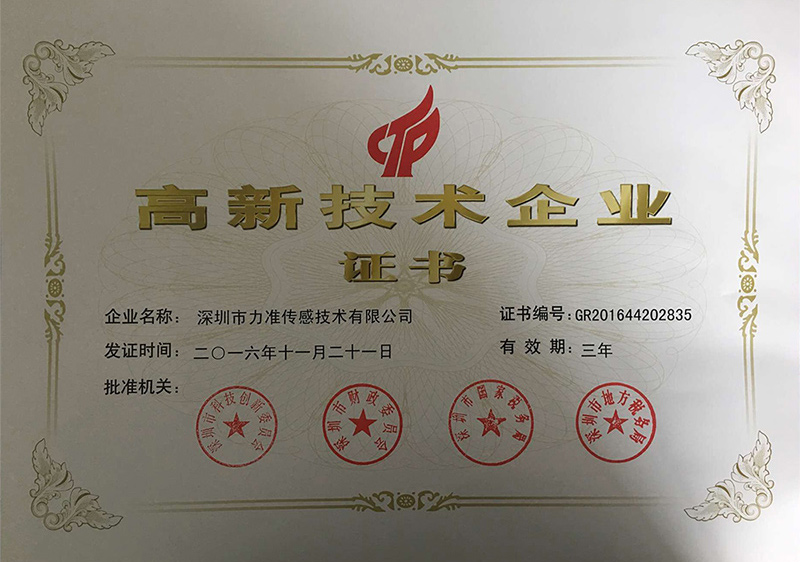 CTP
高新技术企业
证书
企业名称： 深圳市力准传感技术有限公司
证书编号：GR201644202835
发证时间：二〇一六年十一月二十一日
有 效 期：三年
批准机关：
深圳市科技创新委员会
深圳市财政委员会
深圳市国家税务局
深圳市地方税务局